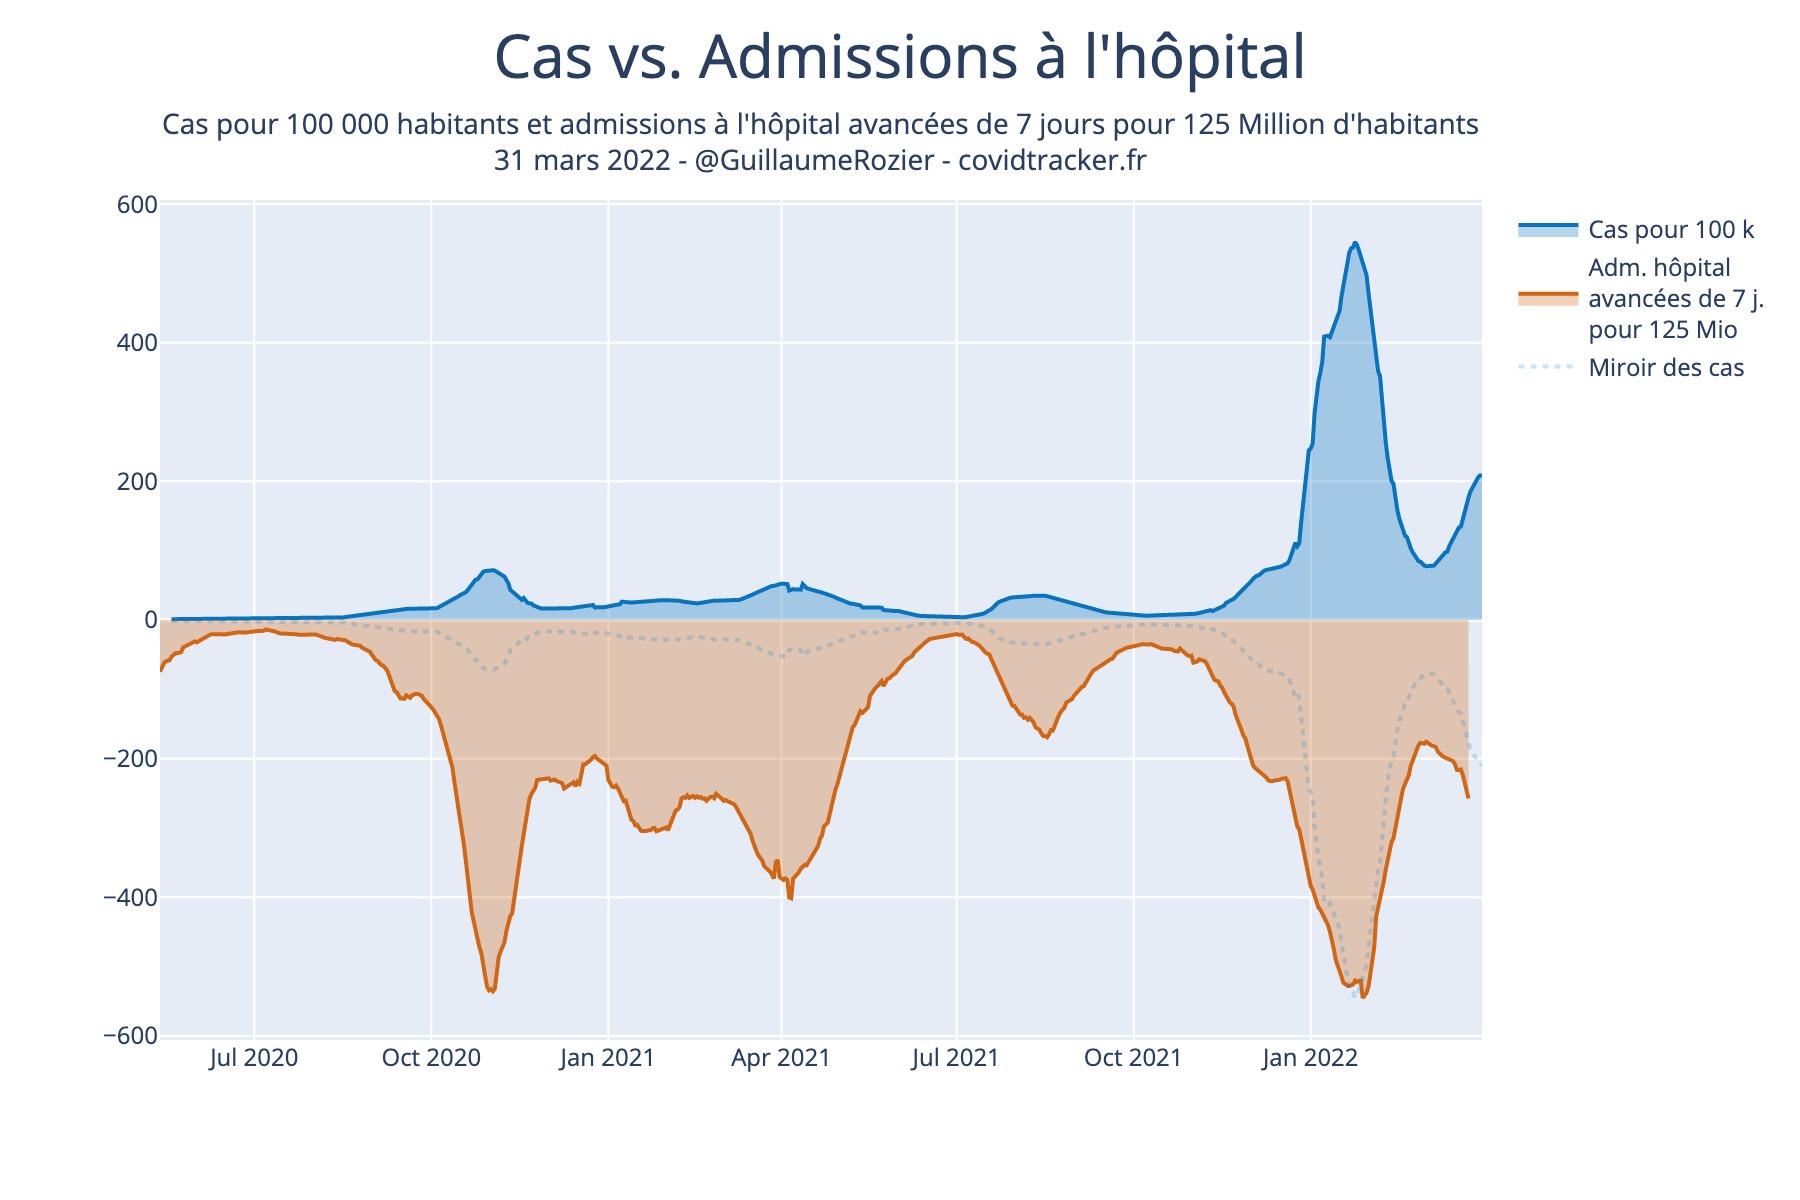 Cas vs. Admissions à l'hôpital
Cas pour 100 000 habitants et admissions à l'hôpital avancées de 7 jours pour 125 Million d'habitants
31 mars 2022 - @GuillaumeRozier - covidtracker.fr
600
400
200
0
−200
−400
−600
Jul 2020
Oct 2020
Jan 2021
Apr 2021
Jul 2021
Oct 2021
Jan 2022
Cas pour 100 k
Adm. hôpital
avancées de 7 j.
pour 125 Mio
Miroir des cas